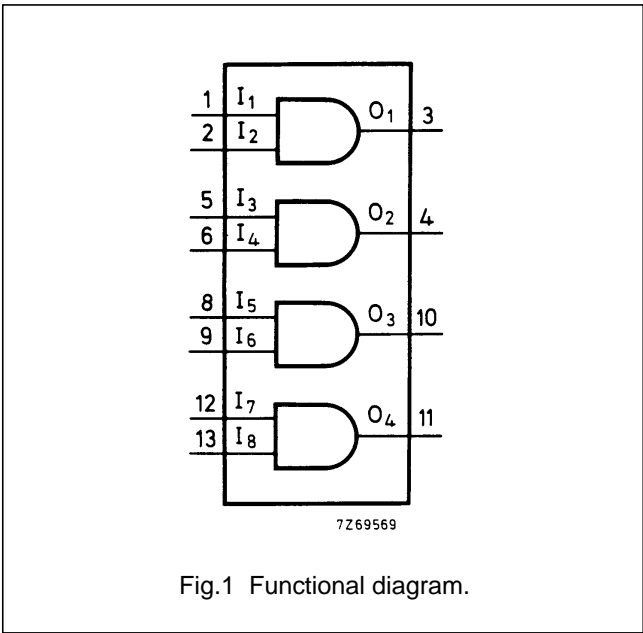 1 I1 O1 3
2 I2
5 I3 O2 4
6 I4
8 I5 O3 10
9 I6
12 I7 O4 11
13 I8
7Z69569
Fig.1 Functional diagram.